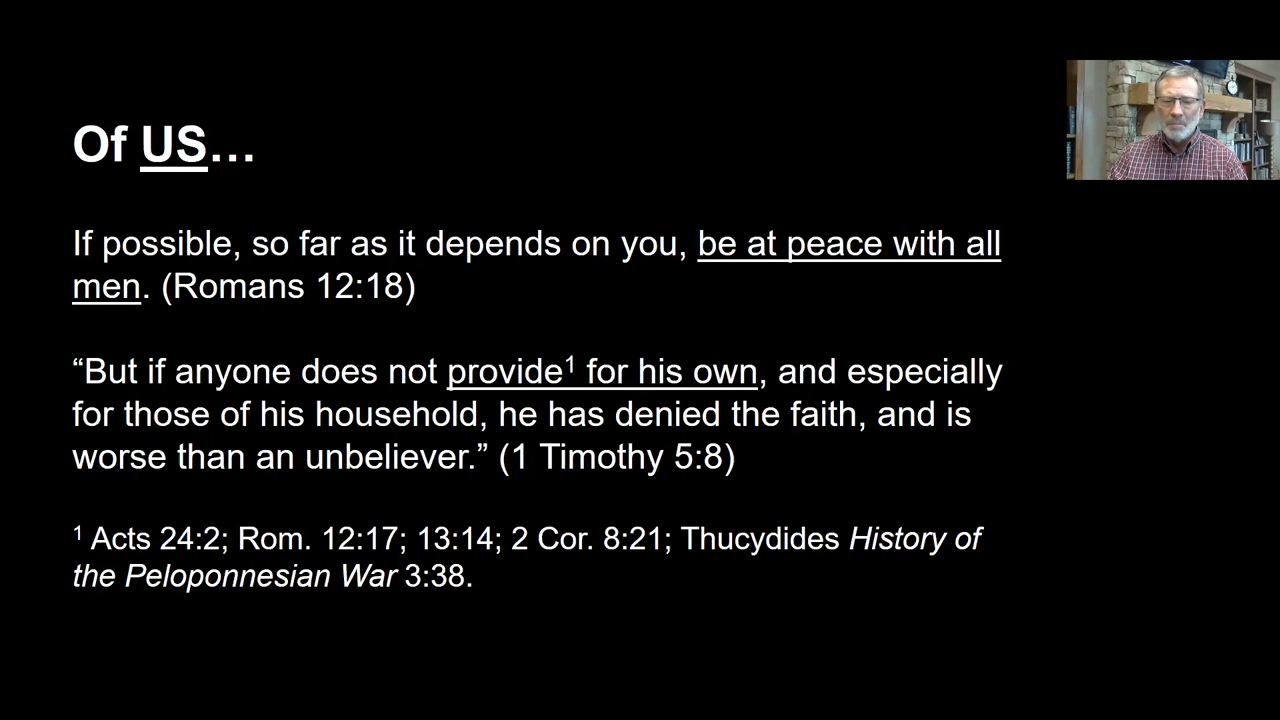 Of US…
If possible, so far as it depends on you, be at peace with all
men. (Romans 12:18)
“But if anyone does not provide¹ for his own, and especially
for those of his household, he has denied the faith, and is
worse than an unbeliever.” (1 Timothy 5:8)
¹ Acts 24:2; Rom. 12:17; 13:14; 2 Cor. 8:21; Thucydides History of
the Peloponnesian War 3:38.